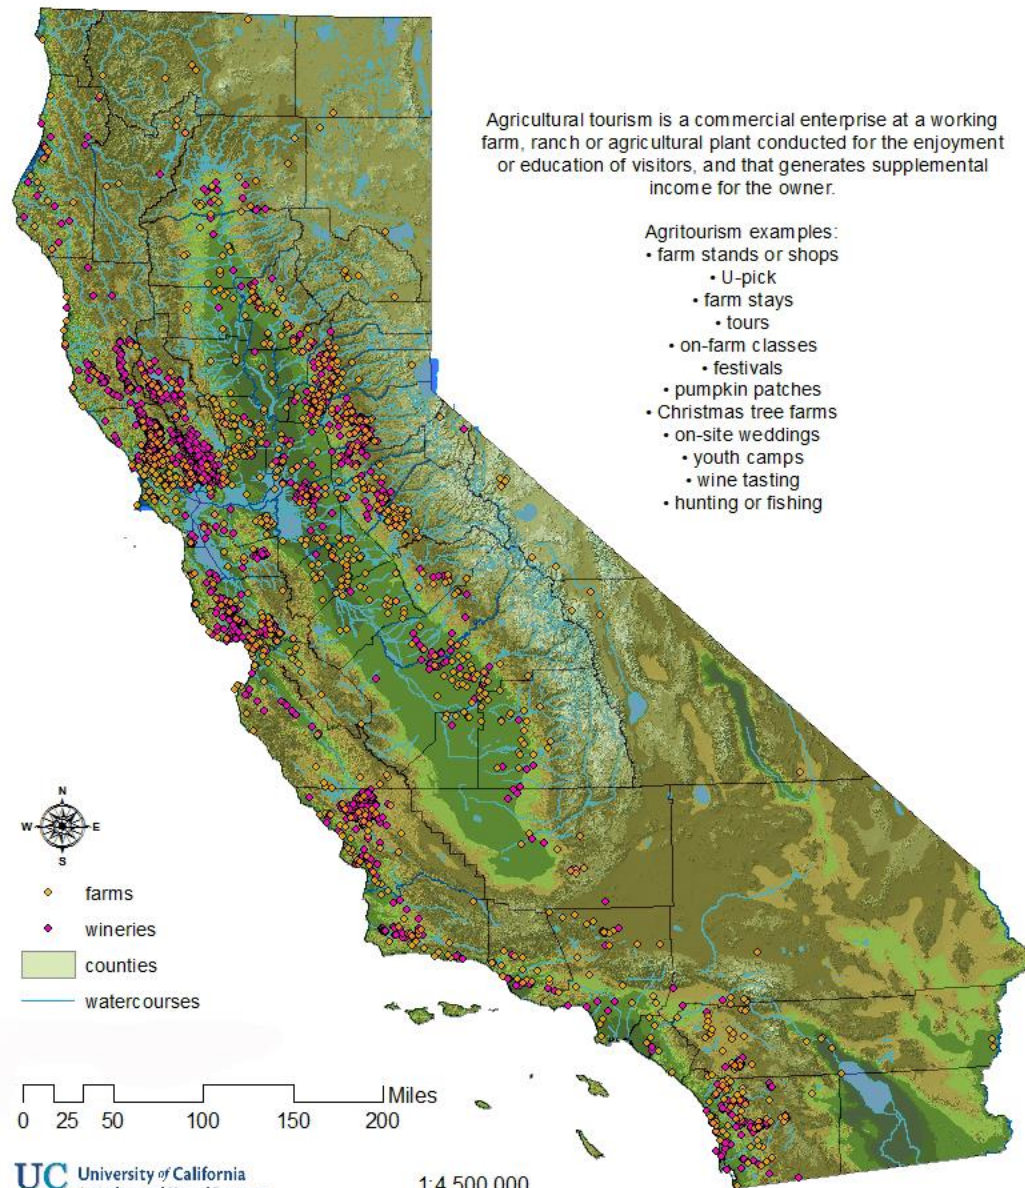 Agricultural tourism is a commercial enterprise at a working
farm, ranch or agricultural plant conducted for the enjoyment
or education of visitors, and that generates supplemental
income for the owner.
Agritourism examples:
• farm stands or shops
• U-pick
• farm stays
• tours
• on-farm classes
• festivals
• pumpkin patches
• Christmas tree farms
• on-site weddings
• youth camps
• wine tasting
• hunting or fishing
N
W E
S
farms
wineries
counties
watercourses
Miles
0 25 50 100 150 200
UC University of California
1:4,500,000